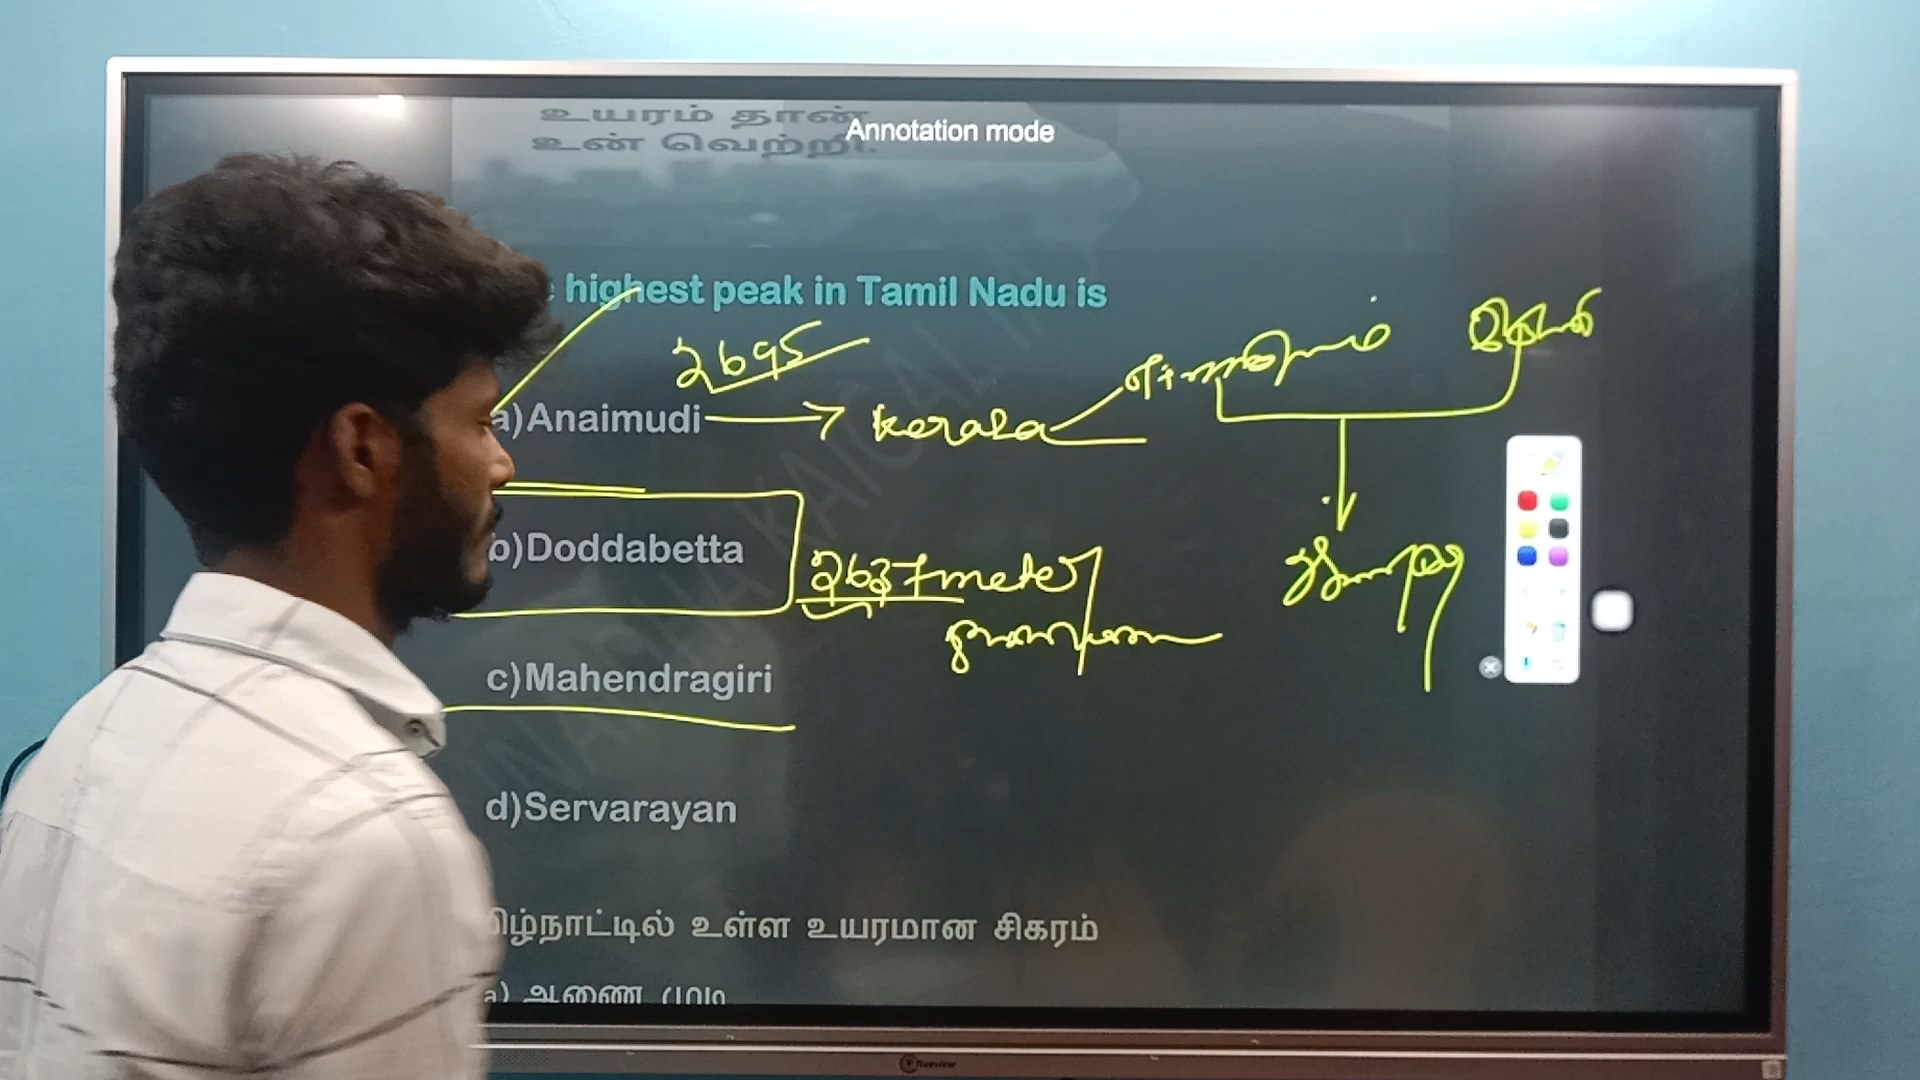 உயரம் தான்
உன் வெற்றி.
Annotation mode
highest peak in Tamil Nadu is
2695
a)Anaimudi
kerala
b)Doddabetta
2637meter
c)Mahendragiri
d)Servarayan
ழ்நாட்டில் உள்ள உயரமான சிகரம்
a) ஆணை முடி